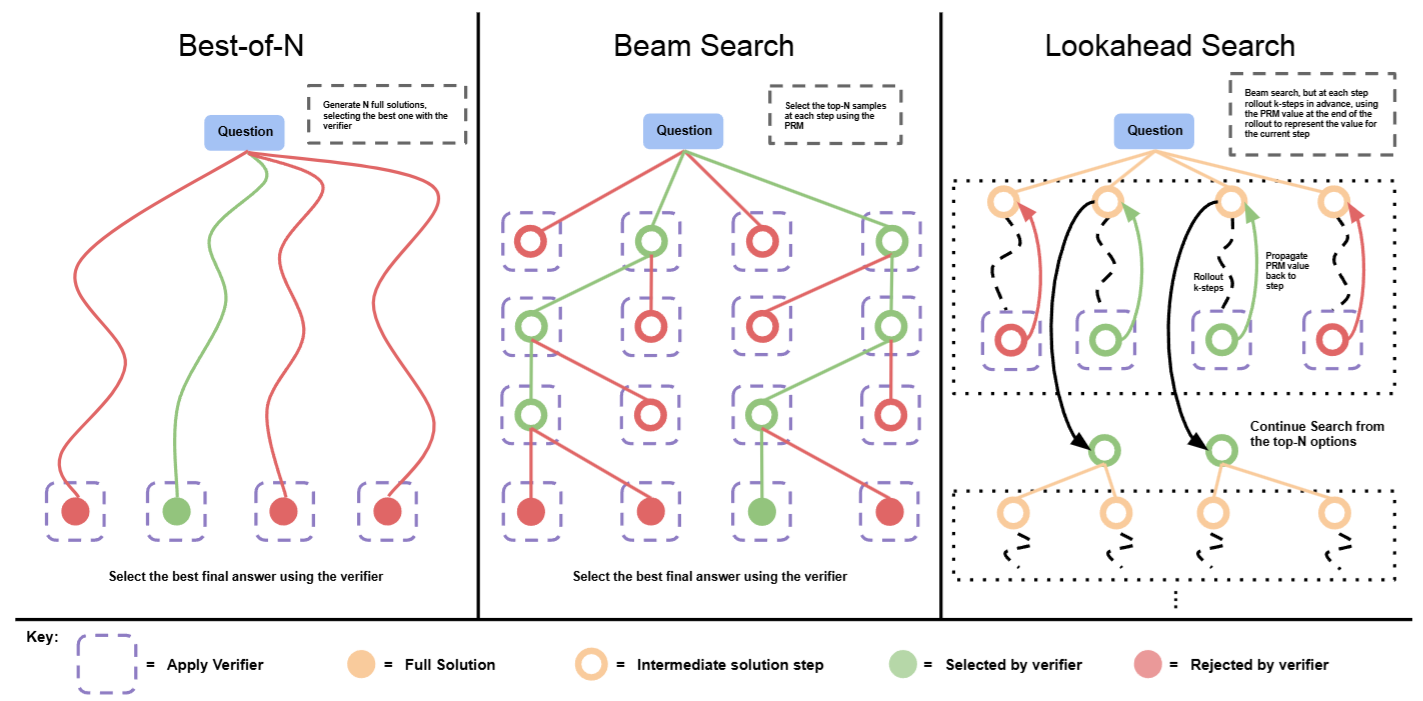 Best-of-N
Generate N full solutions,
selecting the best one with the
verifier
Question
Select the best final answer using the verifier
Beam Search
Select the top-N samples
at each step using the
PRM
Question
Select the best final answer using the verifier
Lookahead Search
Beam search, but at each step
rollout k-steps in advance, using
the PRM value at the end of the
rollout to represent the value for
the current step
Question
Rollout
k-steps
Propagate
PRM value
back to
step
Continue Search from
the top-N options
Key:
= Apply Verifier
= Full Solution
= Intermediate solution step
= Selected by verifier
= Rejected by verifier